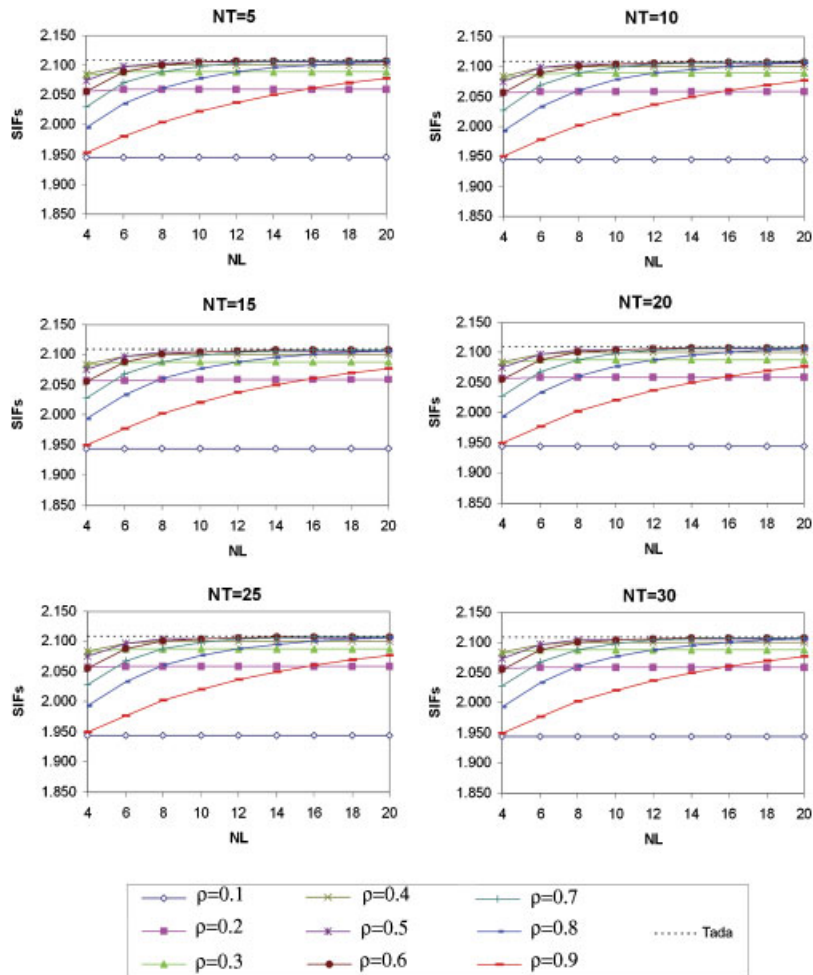 NT=5
2.150
2.100
2.050
2.000
1.950
1.900
1.850
SIFs
4 6 8 10 12 14 16 18 20
NL
NT=10
2.150
2.100
2.050
2.000
1.950
1.900
1.850
SIFs
4 6 8 10 12 14 16 18 20
NL
NT=15
2.150
2.100
2.050
2.000
1.950
1.900
1.850
SIFs
4 6 8 10 12 14 16 18 20
NL
NT=20
2.150
2.100
2.050
2.000
1.950
1.900
1.850
SIFs
4 6 8 10 12 14 16 18 20
NL
NT=25
2.150
2.100
2.050
2.000
1.950
1.900
1.850
SIFs
4 6 8 10 12 14 16 18 20
NL
NT=30
2.150
2.100
2.050
2.000
1.950
1.900
1.850
SIFs
4 6 8 10 12 14 16 18 20
NL
ρ=0.1 ρ=0.4 ρ=0.7
ρ=0.2 ρ=0.5 ρ=0.8 Tada
ρ=0.3 ρ=0.6 ρ=0.9